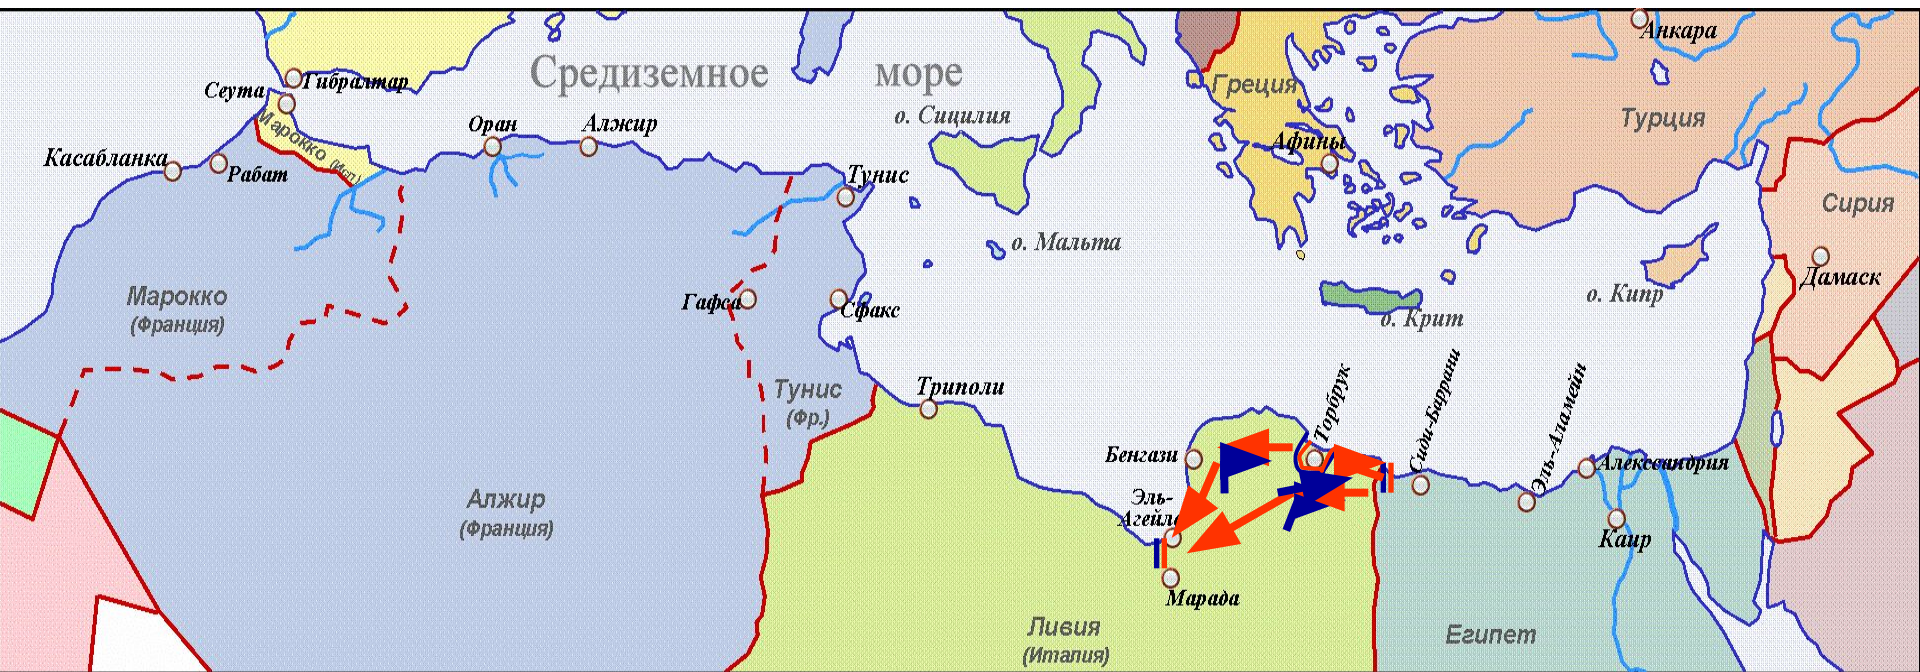 Анкара
Средиземное море
Гибралтар
Сеута
Греция
о. Сицилия
Турция
Марокко
(Исп)
Оран
Алжир
Афины
Касабланка
Рабат
Тунис
Сирия
о. Мальта
Дамаск
Марокко
(Франция)
Гафса
Сфакс
о. Кипр
о. Крит
Тунис
(Фр.)
Триполи
Торбрук
Сиди-Баррани
Эль-Аламейн
Бенгази
Александрия
Алжир
(Франция)
Эль-
Агейла
Каир
Марада
Ливия
(Италия)
Египет